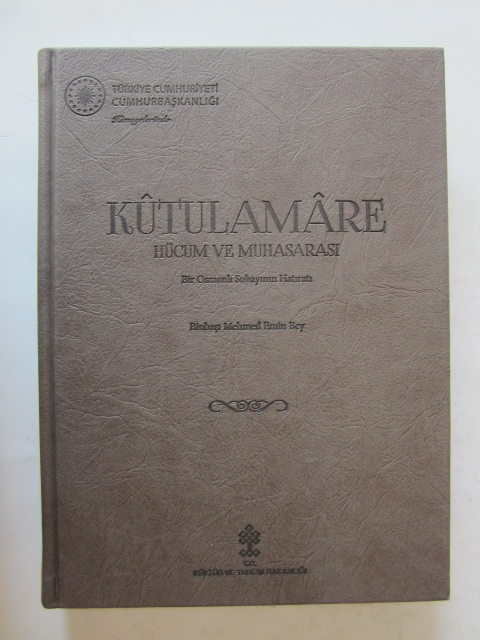 TÜRKİYE CUMHURİYETİ
CUMHURBAŞKANLIĞI
Himayelerinde
KÛTULAMÂRE
HÜCUM VE MUHASARASI
Bir Osmanlı Subayının Hatıratı
Binbaşı Mehmed Emin Bey
T.C.
KÜLTÜR VE TURİZM BAKANLIĞI